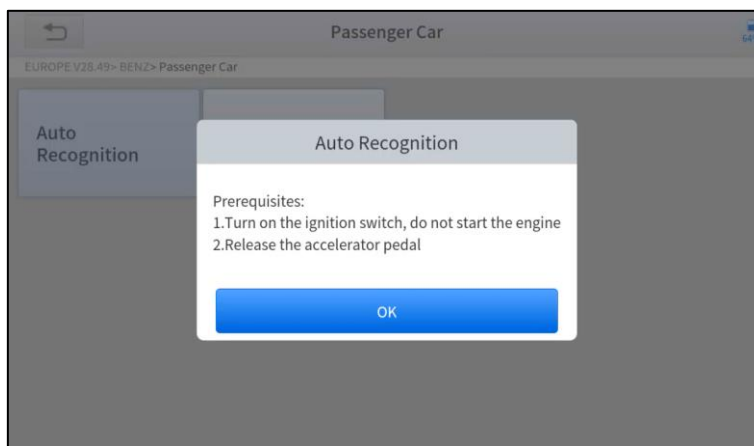 Passenger Car
EUROPE V28.49> BENZ> Passenger Car
Auto
Recognition
Auto Recognition
Prerequisites:
1.Turn on the ignition switch, do not start the engine
2.Release the accelerator pedal
OK